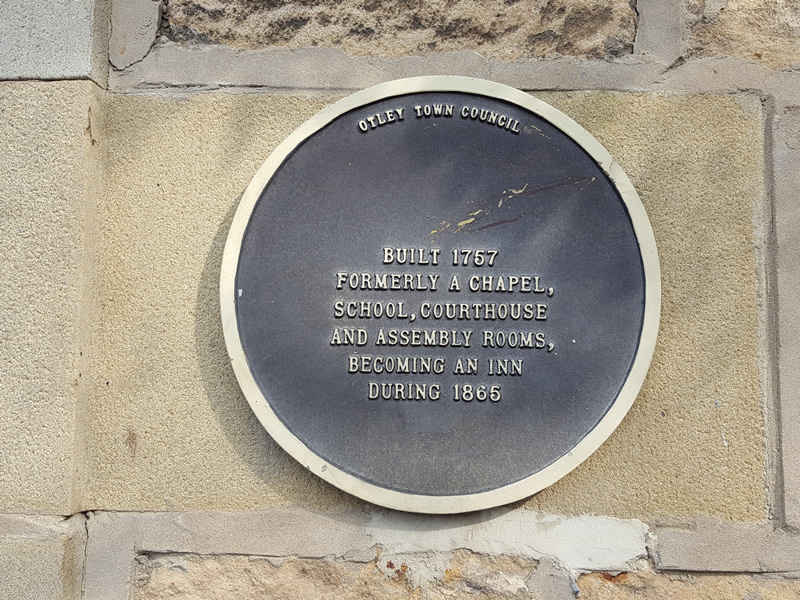 OTLEY TOWN COUNCIL
BUILT 1757
FORMERLY A CHAPEL,
SCHOOL, COURTHOUSE
AND ASSEMBLY ROOMS,
BECOMING AN INN
DURING 1865